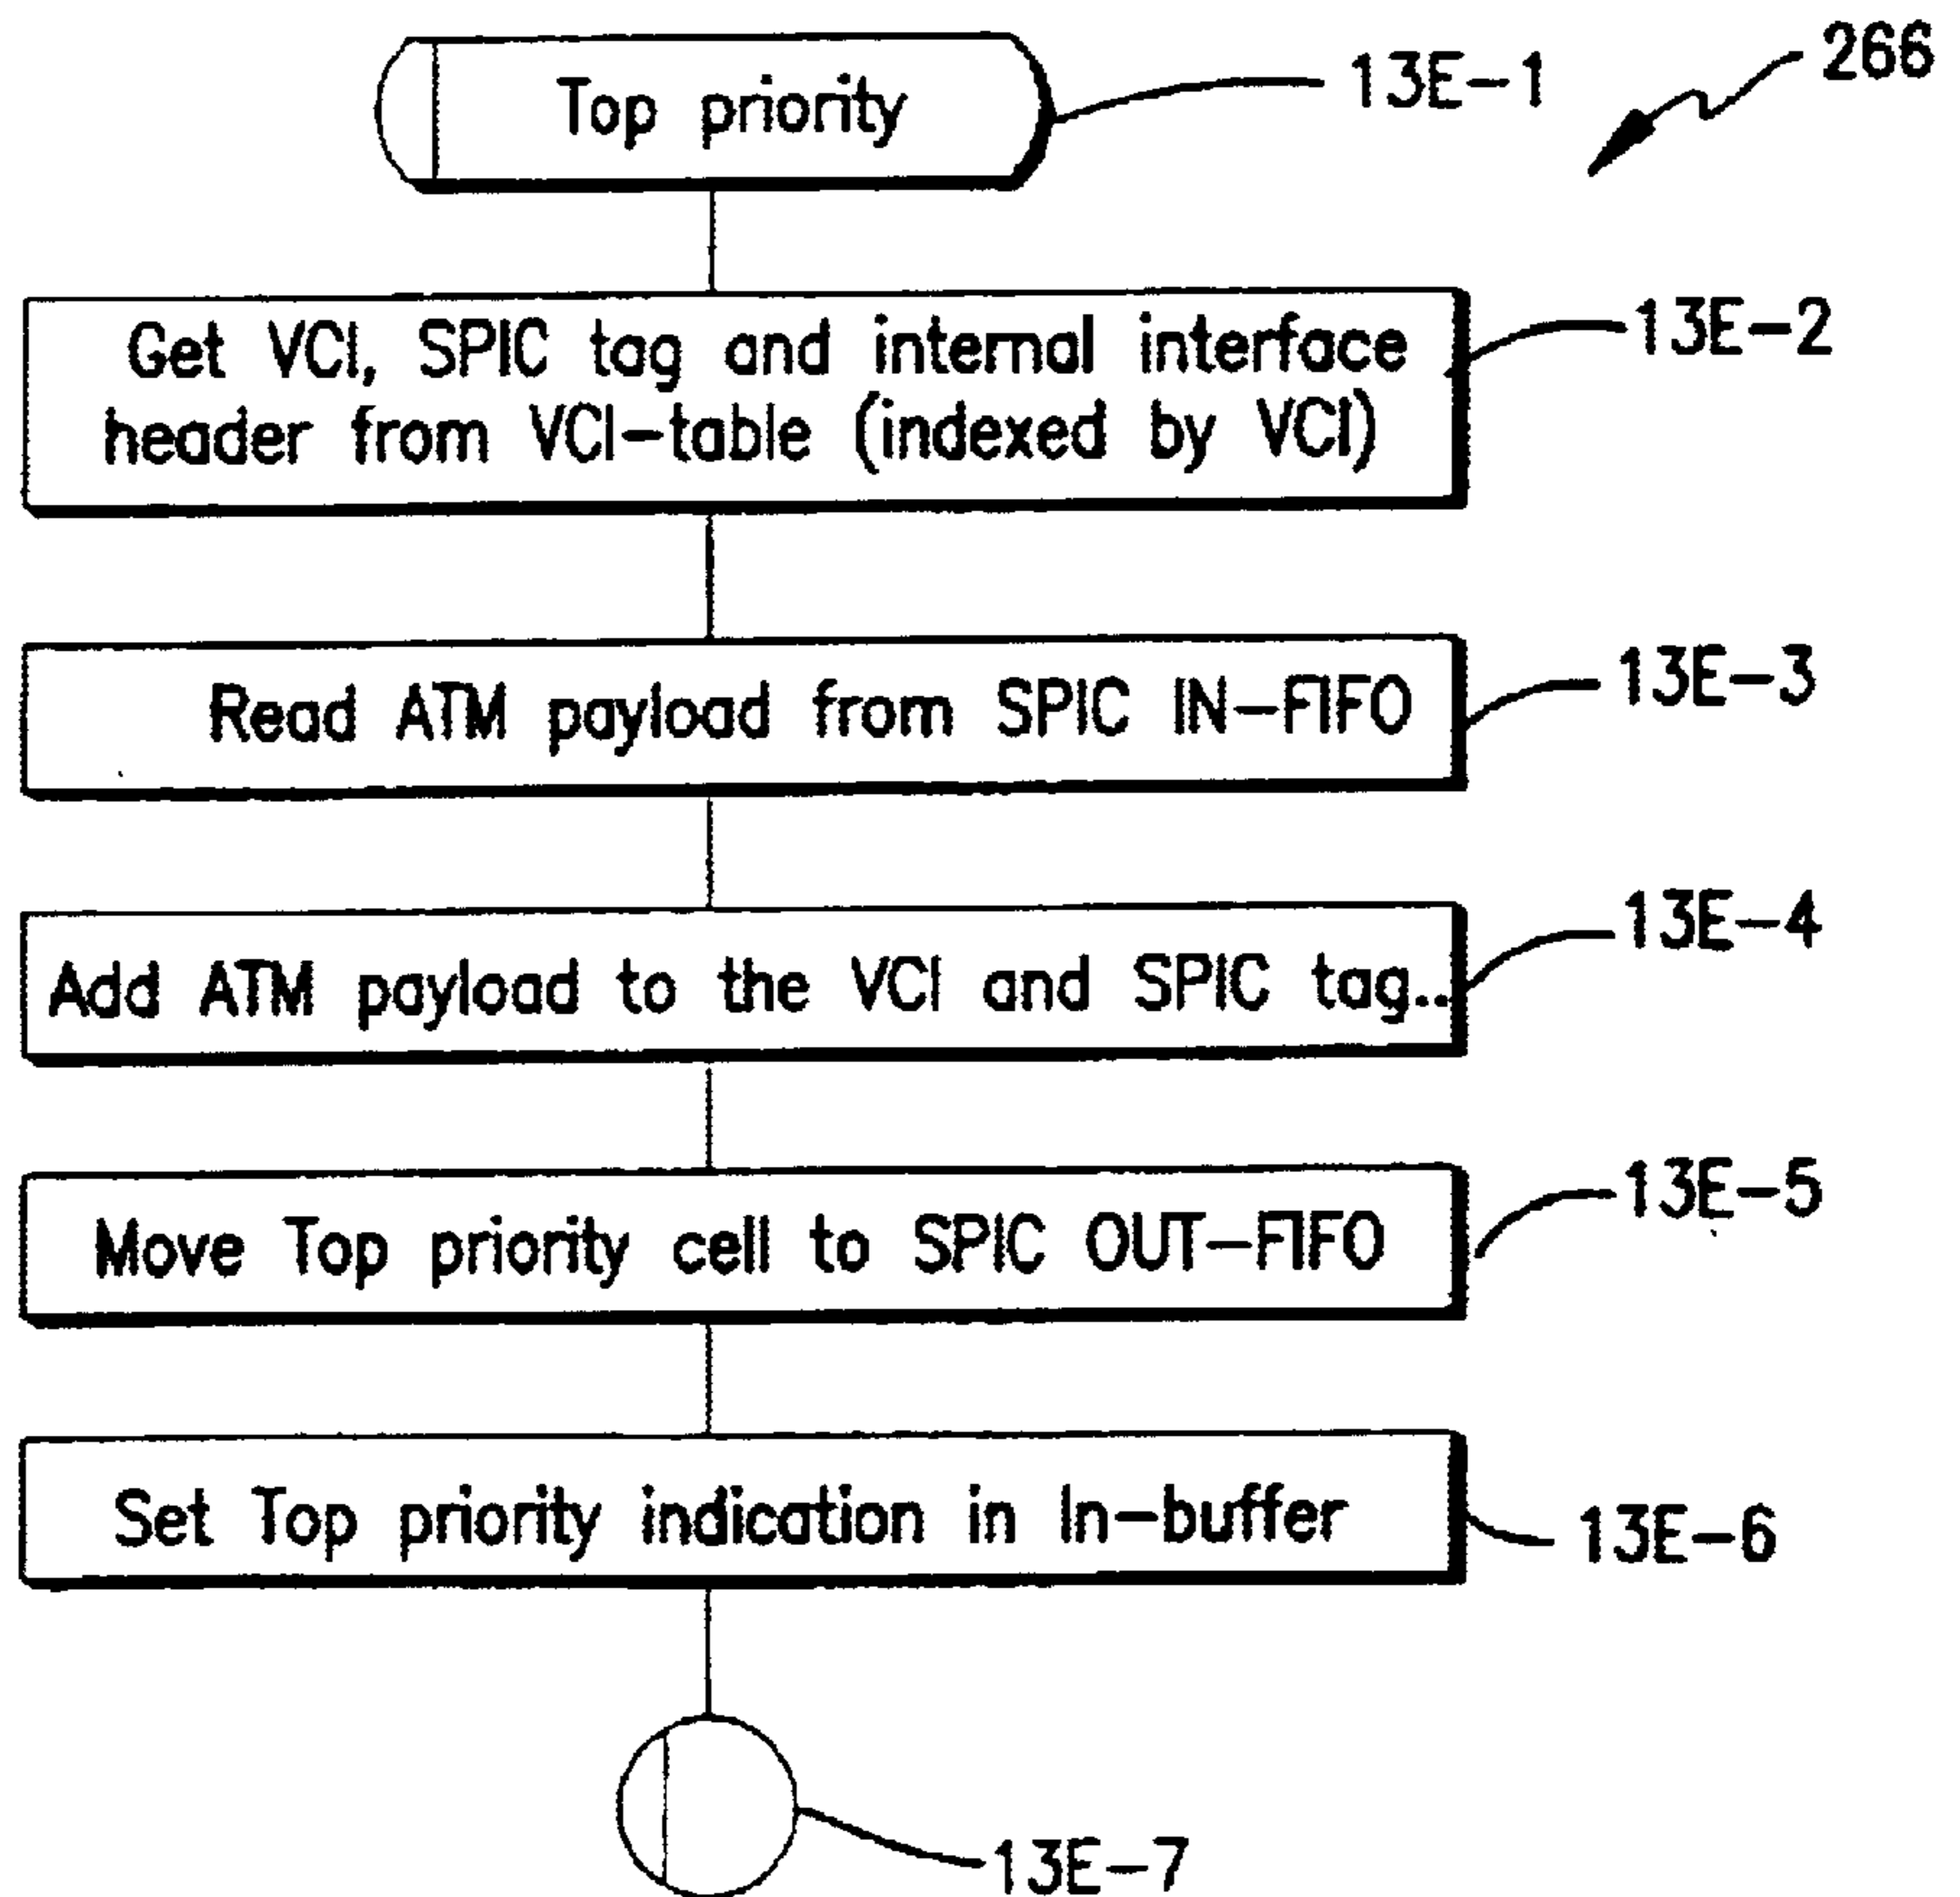 266
Top priority
13E-1
Get VCI, SPIC tag and internal interface
header from VCI-table (indexed by VCI)
13E-2
Read ATM payload from SPIC IN-FIFO
13E-3
Add ATM payload to the VCI and SPIC tag..
13E-4
Move Top priority cell to SPIC OUT-FIFO
13E-5
Set Top priority indication in In-buffer
13E-6
13E-7